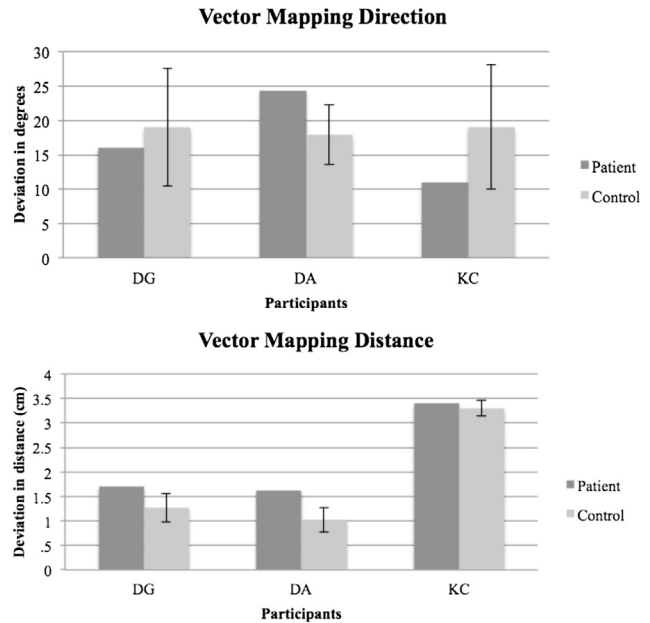 Vector Mapping Direction
Deviation in degrees
30
25
20
15
10
5
0
DG DA KC
Participants
Patient
Control
Vector Mapping Distance
Deviation in distance (cm)
4
3.5
3
2.5
2
1.5
1
.5
0
DG DA KC
Participants
Patient
Control